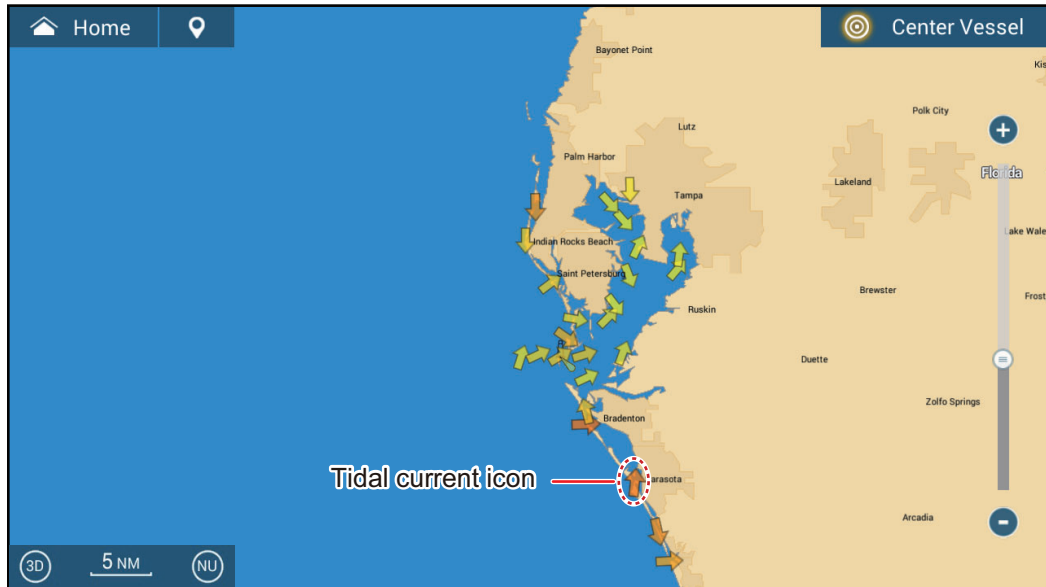 Home
Center Vessel
Bayonet Point
Kis
Polk City
Lutz
Palm Harbor
Florida
Lakeland
Tampa
Lake Wale
Indian Rocks Beach
Saint Petersburg
Brewster
Frost
Ruskin
Duette
Zolfo Springs
Bradenton
Tidal current icon
arasota
Arcadia
3D
5 NM
NU